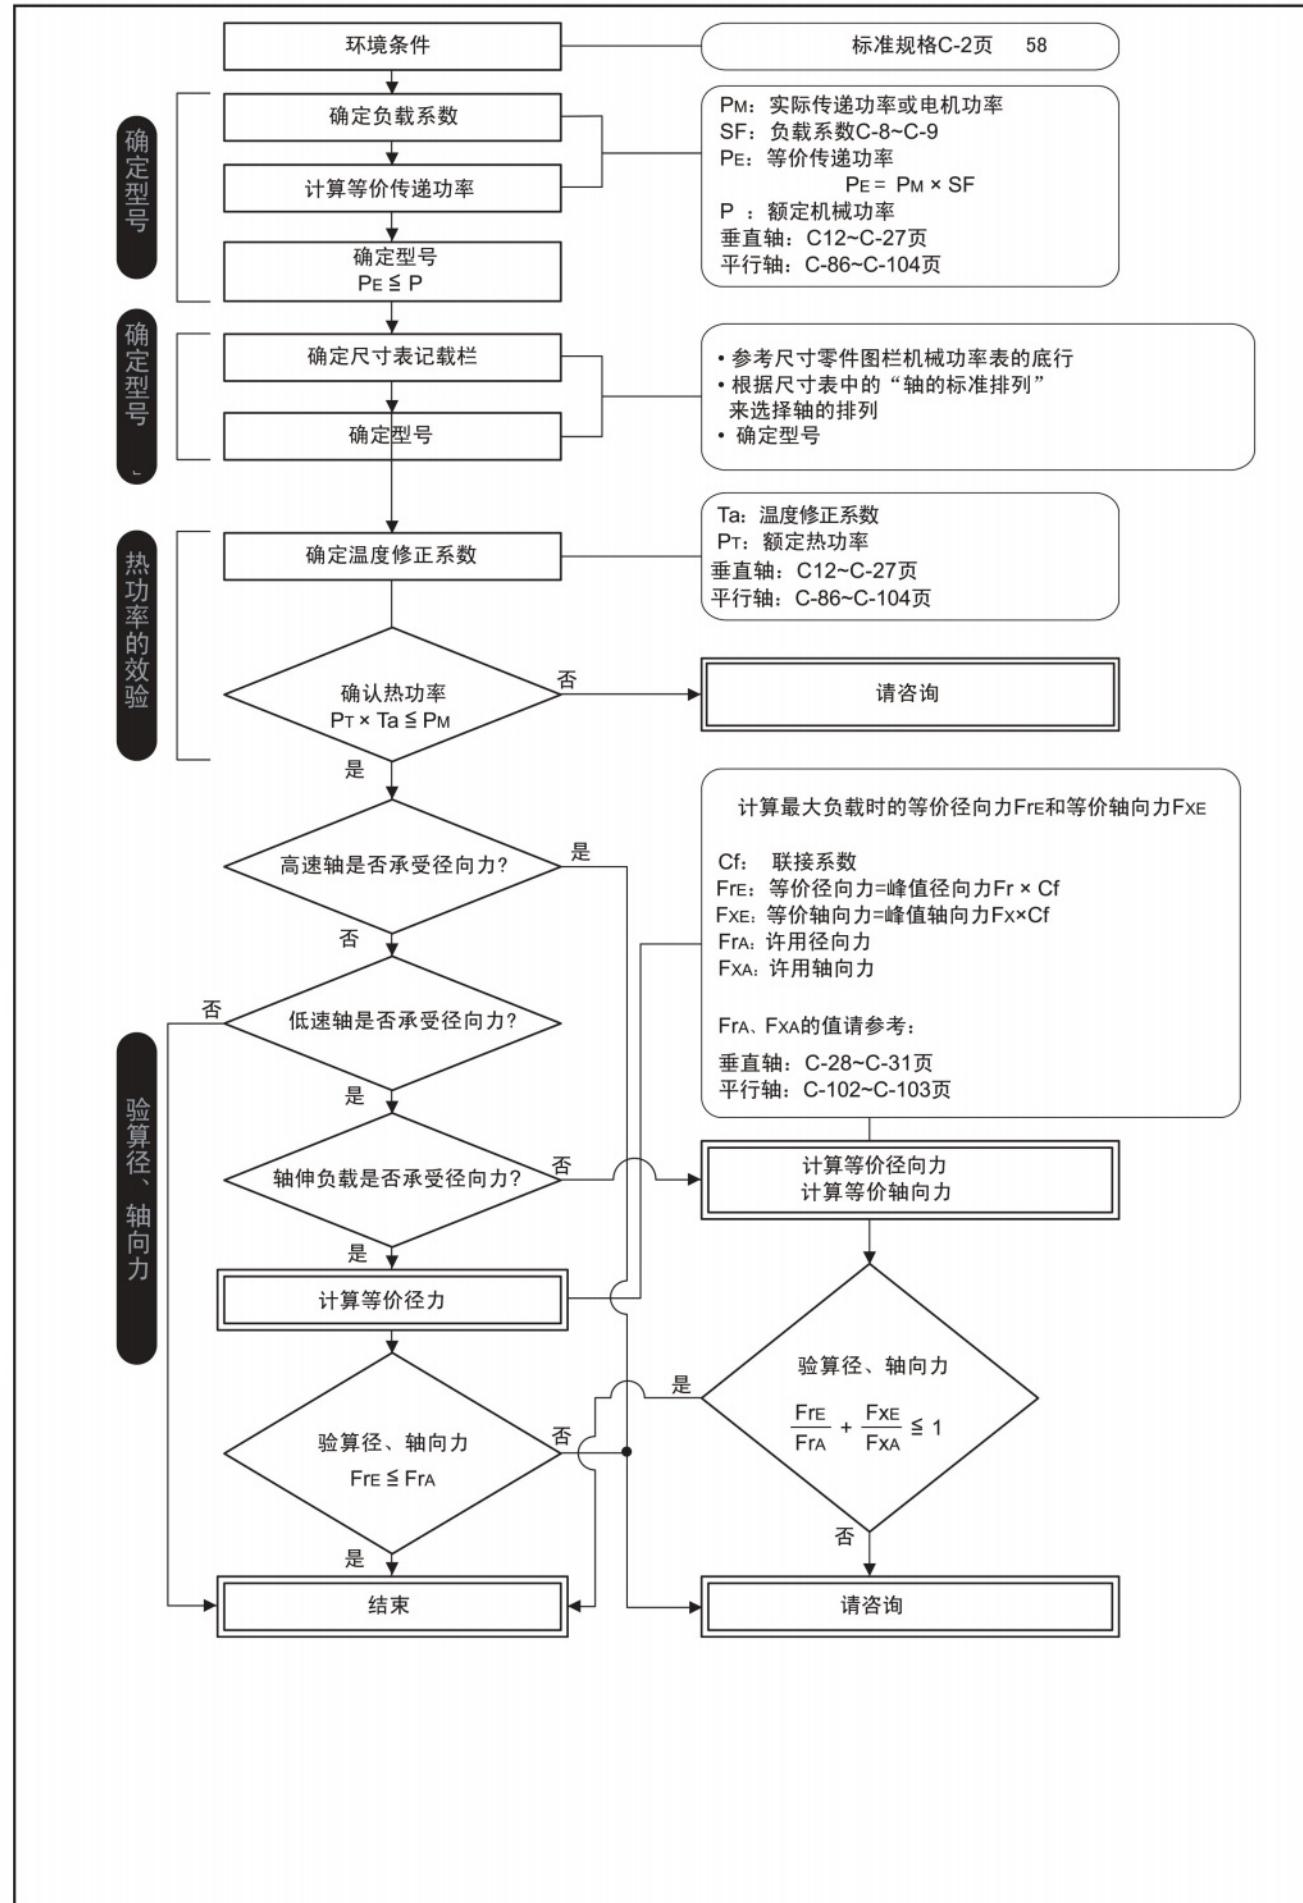 环境条件
标准规格C-2页 58
确定型号
确定负载系数
计算等价传递功率
确定型号
PE ≦ P
PM：实际传递功率或电机功率
SF：负载系数C-8~C-9
PE：等价传递功率
PE = PM × SF
P ：额定机械功率
垂直轴：C12~C-27页
平行轴：C-86~C-104页
确定型号」
确定尺寸表记载栏
确定型号
• 参考尺寸零件图栏机械功率表的底行
• 根据尺寸表中的“轴的标准排列”
来选择轴的排列
• 确定型号
热功率的效验
确定温度修正系数
Ta：温度修正系数
PT：额定热功率
垂直轴：C12~C-27页
平行轴：C-86~C-104页
确认热功率
PT × Ta ≦ PM
否
请咨询
是
验算径、轴向力
高速轴是否承受径向力?
是
否
低速轴是否承受径向力?
否
是
轴伸负载是否承受径向力?
否
是
计算最大负载时的等价径向力FrE和等价轴向力FXE
Cf： 联接系数
FrE：等价径向力=峰值径向力Fr × Cf
FXE：等价轴向力=峰值轴向力Fx×Cf
FrA：许用径向力
FXA：许用轴向力
FrA、FXA的值请参考：
垂直轴：C-28~C-31页
平行轴：C-102~C-103页
计算等价径向力
计算等价轴向力
计算等价径力
验算径、轴向力
FrE ≦ FrA
否
是
验算径、轴向力
FrE/FrA + FXE/FXA ≦ 1
是
否
结束
请咨询